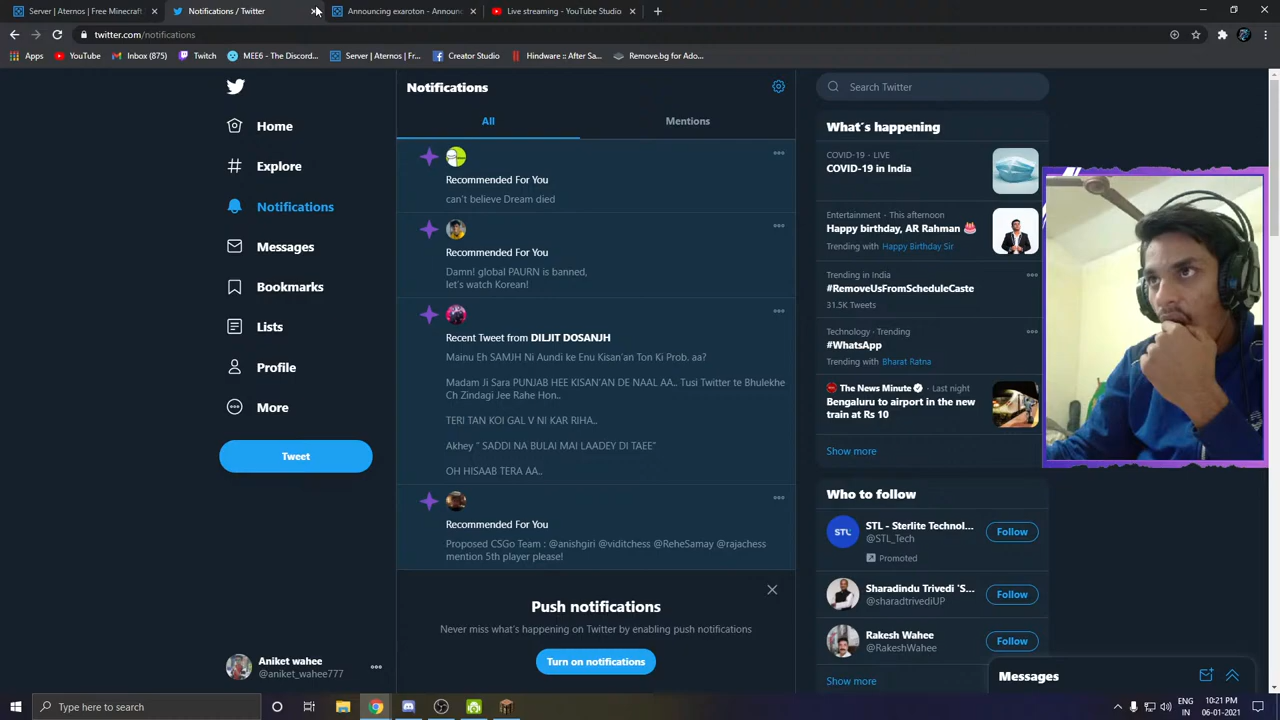 Server | Aternos | Free Minecraft
Notifications / Twitter
Announcing exaroton - Announc
Live streaming - YouTube Studio
twitter.com/notifications
Apps
YouTube
Inbox (875)
Twitch
MEE6 - The Discord...
Server | Aternos | Fr...
Creator Studio
Hindware :: After Sa...
Remove.bg for Ado...
Home
Explore
Notifications
Messages
Bookmarks
Lists
Profile
More
Tweet
Aniket wahee
@aniket_wahee777
Notifications
All
Mentions
Recommended For You
can't believe Dream died
Recommended For You
Damn! global PAURN is banned,
let's watch Korean!
Recent Tweet from DILJIT DOSANJH
Mainu Eh SAMJH Ni Aundi ke Enu Kisan'an Ton Ki Prob. aa?
Madam Ji Sara PUNJAB HEE KISAN'AN DE NAAL AA.. Tusi Twitter te Bhulekhe
Ch Zindagi Jee Rahe Hon..
TERI TAN KOI GAL V NI KAR RIHA..
Akhey " SADDI NA BULAI MAI LAADEY DI TAEE"
OH HISAAB TERA AA..
Recommended For You
Proposed CSGo Team : @anishgiri @viditchess @ReheSamay @rajachess
mention 5th player please!
Push notifications
Never miss what's happening on Twitter by enabling push notifications
Turn on notifications
Search Twitter
What's happening
COVID-19 · LIVE
COVID-19 in India
Entertainment · This afternoon
Happy birthday, AR Rahman 🎂
Trending with Happy Birthday Sir
Trending in India
#RemoveUsFromScheduleCaste
31.5K Tweets
Technology · Trending
#WhatsApp
Trending with Bharat Ratna
The News Minute · Last night
Bengaluru to airport in the new
train at Rs 10
Show more
Who to follow
STL
STL - Sterlite Technol...
@STL_Tech
Promoted
Follow
Sharadindu Trivedi 'S...
@sharadtrivediUP
Follow
Rakesh Wahee
@RakeshWahee
Follow
Show more
Messages
Type here to search
ENG
IN
10:21 PM
06-01-2021